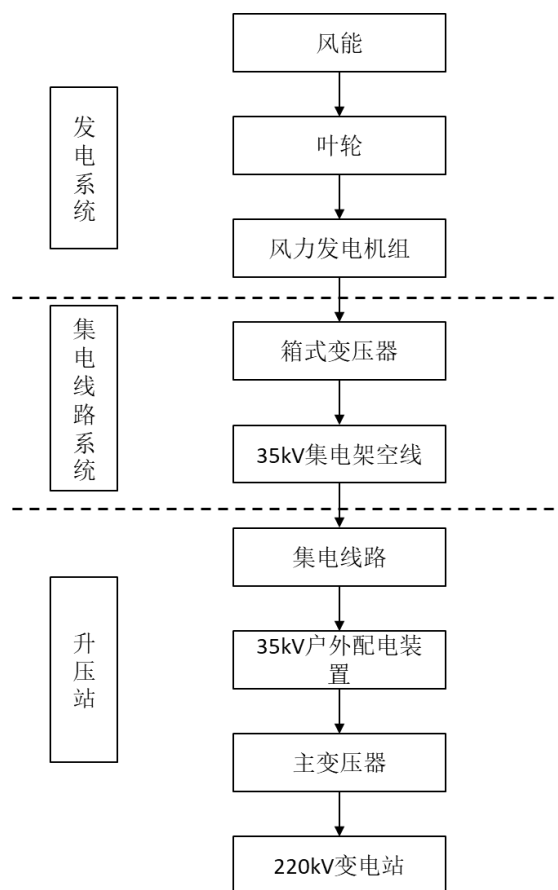 风能
发电系统
叶轮
风力发电机组
集电线路系统
箱式变压器
35kV集电架空线
集电线路
升压站
35kV户外配电装
置
主变压器
220kV变电站